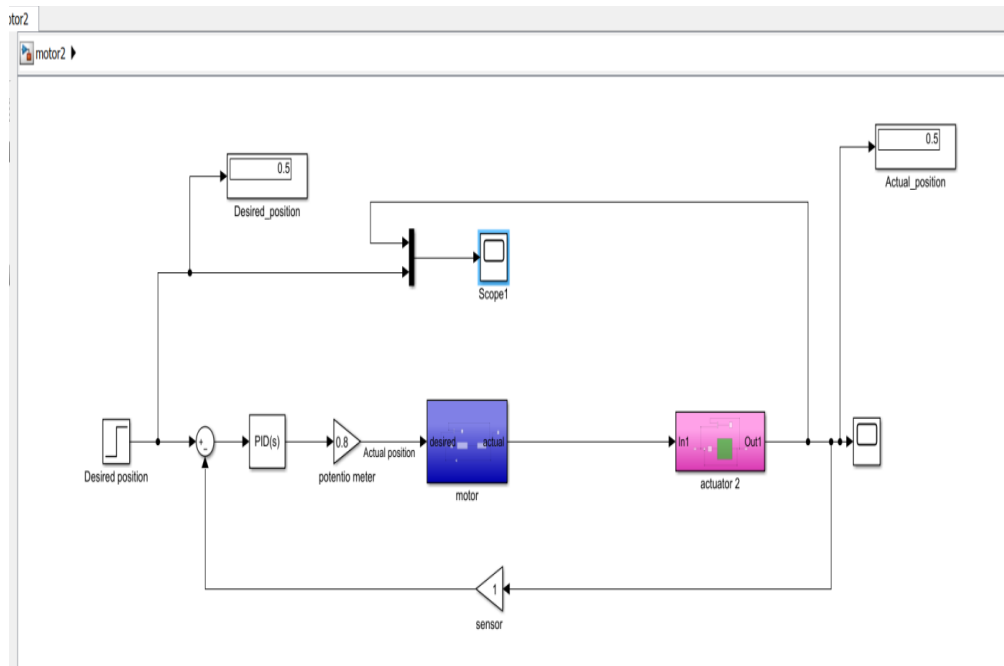 otor2
motor2
0.5
Desired_position
0.5
Actual_position
Scope1
Desired position
PID(s)
0.8
potentio meter
Actual position
desired
actual
motor
In1
Out1
actuator 2
1
sensor